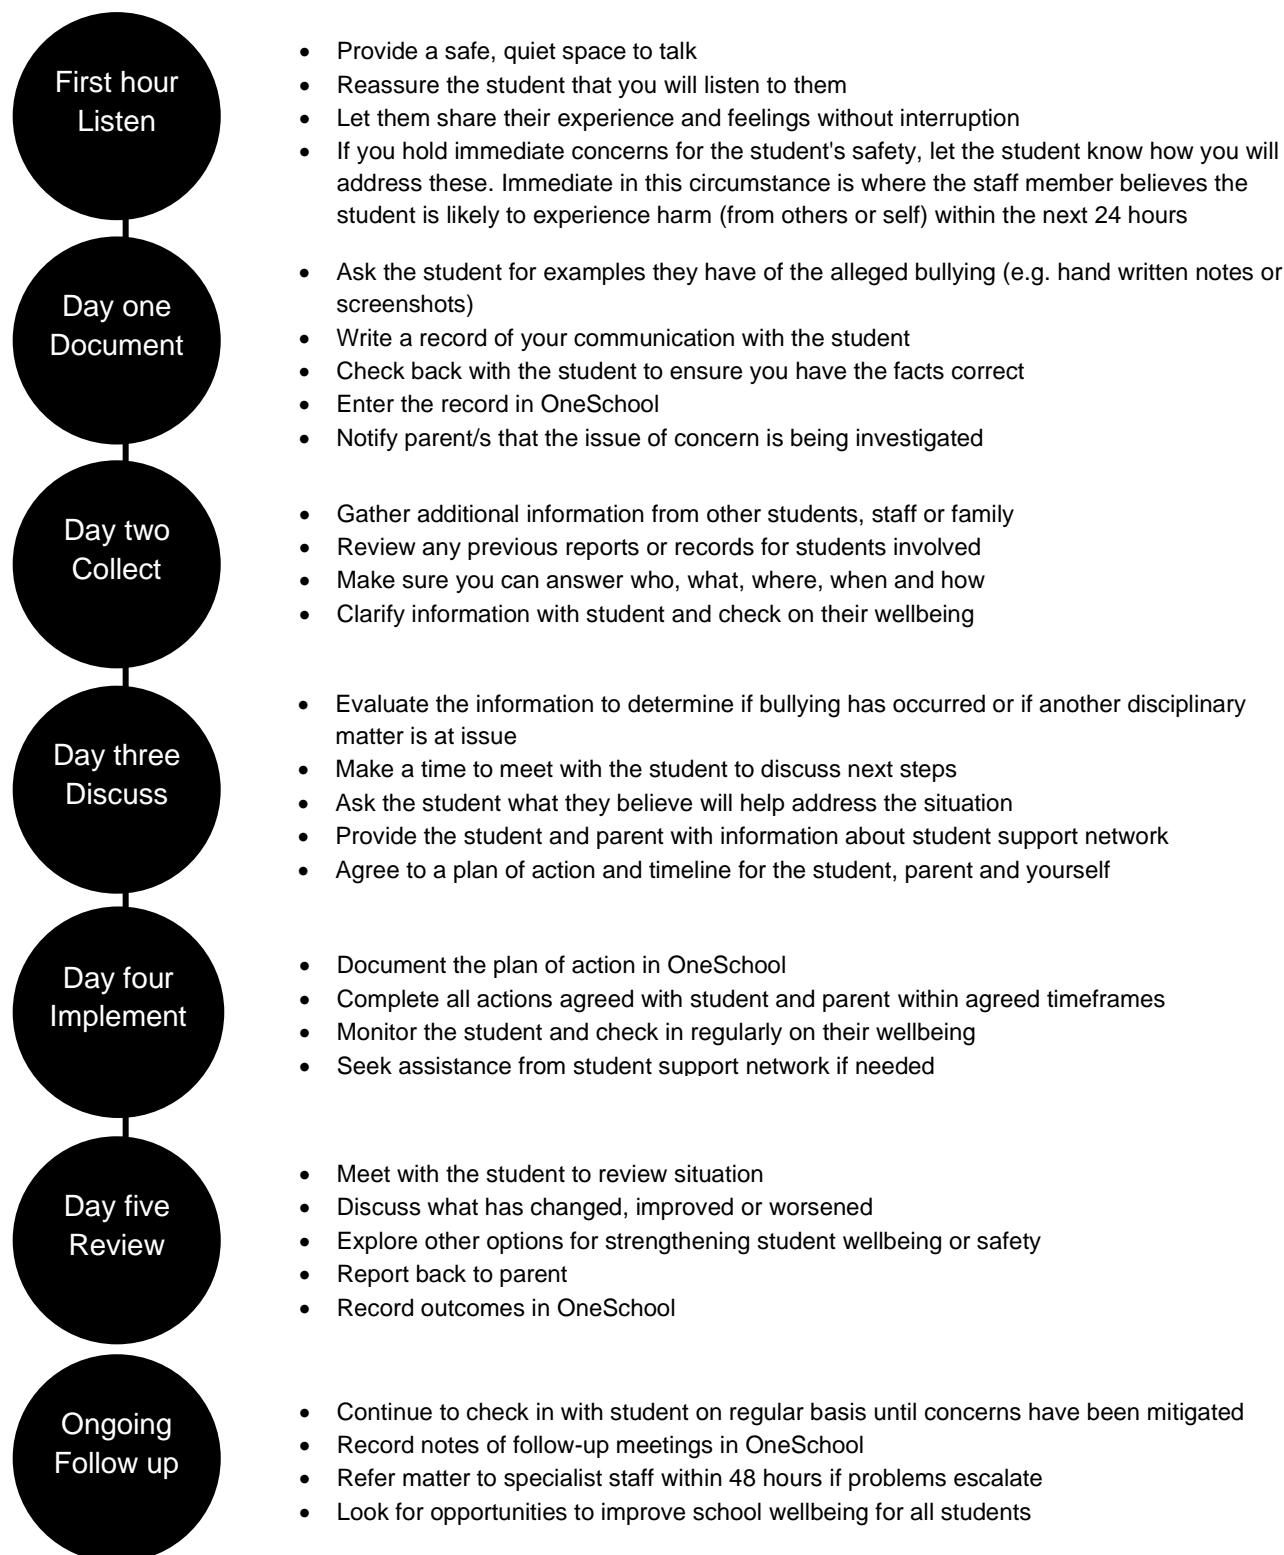 First hour
Listen
• Provide a safe, quiet space to talk
• Reassure the student that you will listen to them
• Let them share their experience and feelings without interruption
• If you hold immediate concerns for the student's safety, let the student know how you will
address these. Immediate in this circumstance is where the staff member believes the
student is likely to experience harm (from others or self) within the next 24 hours
Day one
Document
• Ask the student for examples they have of the alleged bullying (e.g. hand written notes or
screenshots)
• Write a record of your communication with the student
• Check back with the student to ensure you have the facts correct
• Enter the record in OneSchool
• Notify parent/s that the issue of concern is being investigated
Day two
Collect
• Gather additional information from other students, staff or family
• Review any previous reports or records for students involved
• Make sure you can answer who, what, where, when and how
• Clarify information with student and check on their wellbeing
Day three
Discuss
• Evaluate the information to determine if bullying has occurred or if another disciplinary
matter is at issue
• Make a time to meet with the student to discuss next steps
• Ask the student what they believe will help address the situation
• Provide the student and parent with information about student support network
• Agree to a plan of action and timeline for the student, parent and yourself
Day four
Implement
• Document the plan of action in OneSchool
• Complete all actions agreed with student and parent within agreed timeframes
• Monitor the student and check in regularly on their wellbeing
• Seek assistance from student support network if needed
Day five
Review
• Meet with the student to review situation
• Discuss what has changed, improved or worsened
• Explore other options for strengthening student wellbeing or safety
• Report back to parent
• Record outcomes in OneSchool
Ongoing
Follow up
• Continue to check in with student on regular basis until concerns have been mitigated
• Record notes of follow-up meetings in OneSchool
• Refer matter to specialist staff within 48 hours if problems escalate
• Look for opportunities to improve school wellbeing for all students